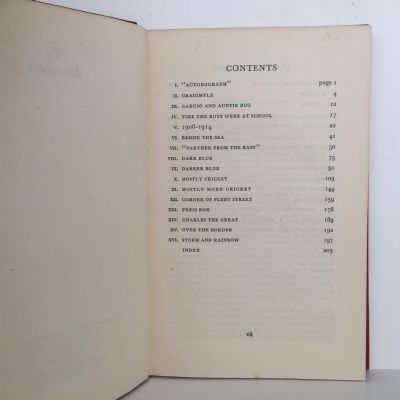 To
Elizabeth
CONTENTS
I. "AUTOBOGRAPH" page 1
II. GRASSMYLE 4
III. CARUSO AND AUNTIE BUG 12
IV. TIME THE BOYS WERE AT SCHOOL 17
V. 1908-1914 22
VI. BESIDE THE SEA 41
VII. "FARTHER FROM THE EAST" 50
VIII. DARK BLUE 73
IX. DARKER BLUE 91
X. MOSTLY CRICKET 103
XI. MOSTLY MORE CRICKET 144
XII. CORNER OF FLEET STREET 159
XIII. PRESS BOX 178
XIV. CHARLES THE GREAT 189
XV. OVER THE BORDER 192
XVI. STORM AND RAINBOW 197
INDEX 203
vii